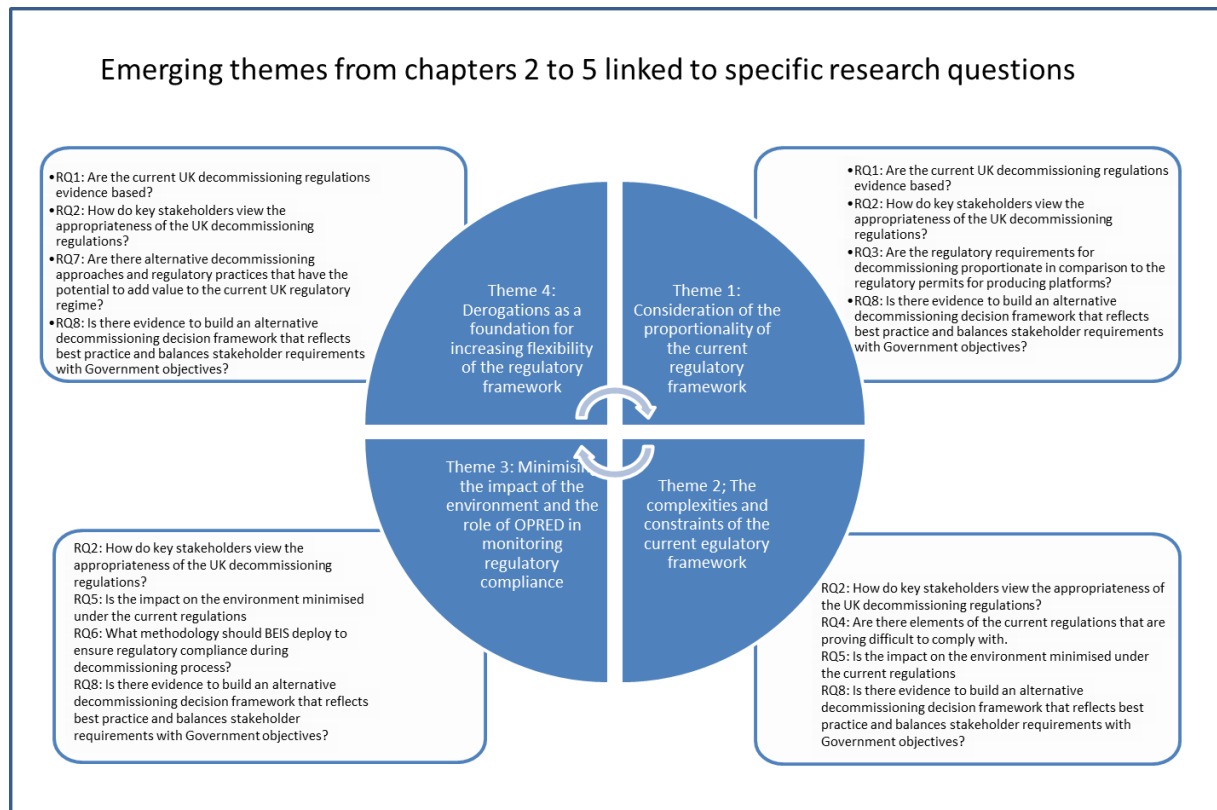 Emerging themes from chapters 2 to 5 linked to specific research questions
•RQ1: Are the current UK decommissioning regulations
evidence based?
•RQ2: How do key stakeholders view the
appropriateness of the UK decommissioning
regulations?
•RQ7: Are there alternative decommissioning
approaches and regulatory practices that have the
potential to add value to the current UK regulatory
regime?
•RQ8: Is there evidence to build an alternative
decommissioning decision framework that reflects
best practice and balances stakeholder requirements
with Government objectives?
•RQ1: Are the current UK decommissioning regulations
evidence based?
•RQ2: How do key stakeholders view the
appropriateness of the UK decommissioning
regulations?
•RQ3: Are the regulatory requirements for
decommissioning proportionate in comparison to the
regulatory permits for producing platforms?
•RQ8: Is there evidence to build an alternative
decommissioning decision framework that reflects
best practice and balances stakeholder requirements
with Government objectives?
Theme 4:
Derogations as a
foundation for
increasing flexibility
of the regulatory
framework
Theme 1:
Consideration of the
proportionality of
the current
regulatory
framework
Theme 3: Minimising
the impact of the
environment and the
role of OPRED in
monitoring
regulatory
compliance
Theme 2; The
complexities and
constraints of the
current egulatory
framework
RQ2: How do key stakeholders view the
appropriateness of the UK decommissioning
regulations?
RQ5: Is the impact on the environment minimised
under the current regulations
RQ6: What methodology should BEIS deploy to
ensure regulatory compliance during
decommissioning process?
RQ8: Is there evidence to build an alternative
decommissioning decision framework that reflects
best practice and balances stakeholder
requirements with Government objectives?
RQ2: How do key stakeholders view the appropriateness of
the UK decommissioning regulations?
RQ4: Are there elements of the current regulations that are
proving difficult to comply with.
RQ5: Is the impact on the environment minimised under
the current regulations
RQ8: Is there evidence to build an alternative
decommissioning decision framework that reflects best
practice and balances stakeholder requirements with
Government objectives?